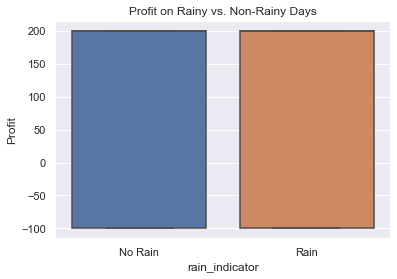 Profit on Rainy vs. Non-Rainy Days
200
150
100
50
0
−50
−100
Profit
No Rain
Rain
rain_indicator